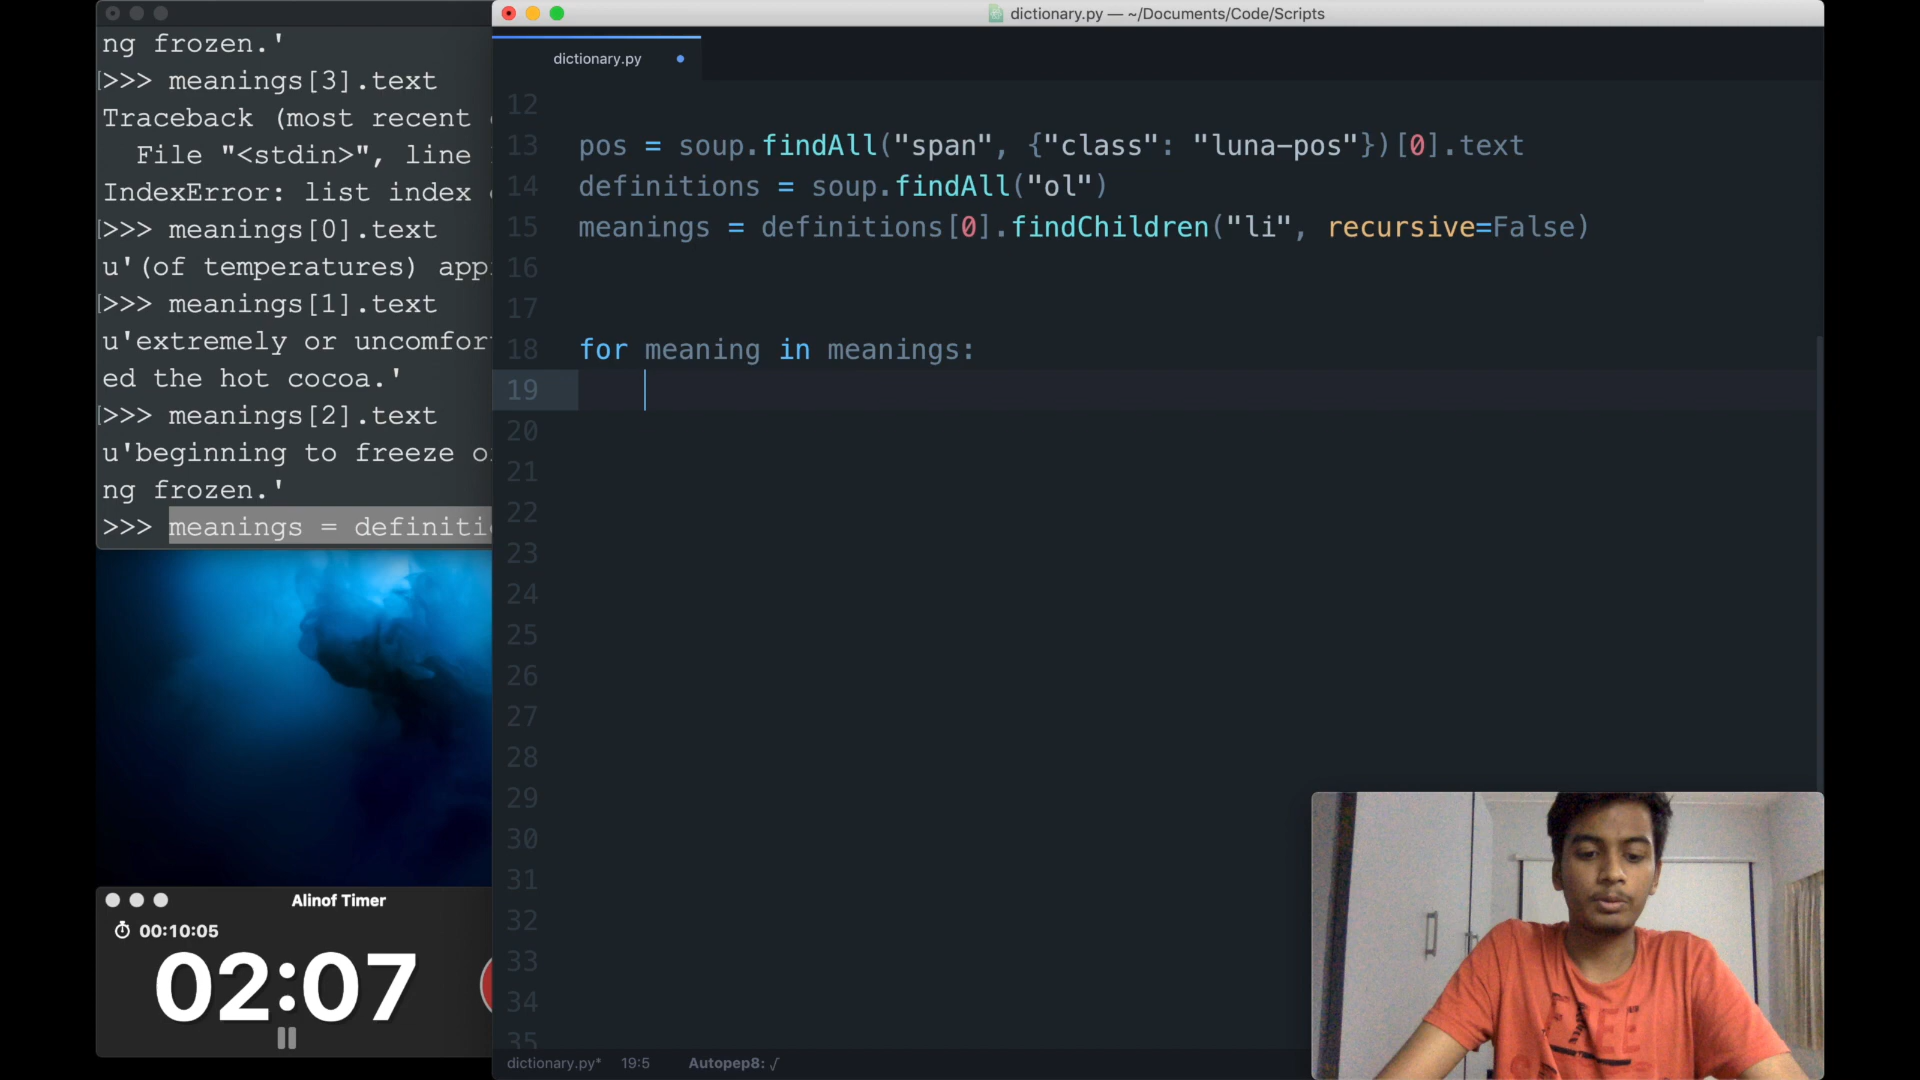 ng frozen.'
>>> meanings[3].text
Traceback (most recent
File "<stdin>", line
IndexError: list index
>>> meanings[0].text
u'(of temperatures) app
>>> meanings[1].text
u'extremely or uncomfor
ed the hot cocoa.'
>>> meanings[2].text
u'beginning to freeze o
ng frozen.'
>>> meanings = definiti
Alinof Timer
00:10:05
02:07
dictionary.py — ~/Documents/Code/Scripts
dictionary.py
12
13 pos = soup.findAll("span", {"class": "luna-pos"})[0].text
14 definitions = soup.findAll("ol")
15 meanings = definitions[0].findChildren("li", recursive=False)
16
17
18 for meaning in meanings:
19
20
21
22
23
24
25
26
27
28
29
30
31
32
33
34
35
dictionary.py* 19:5 Autopep8: √